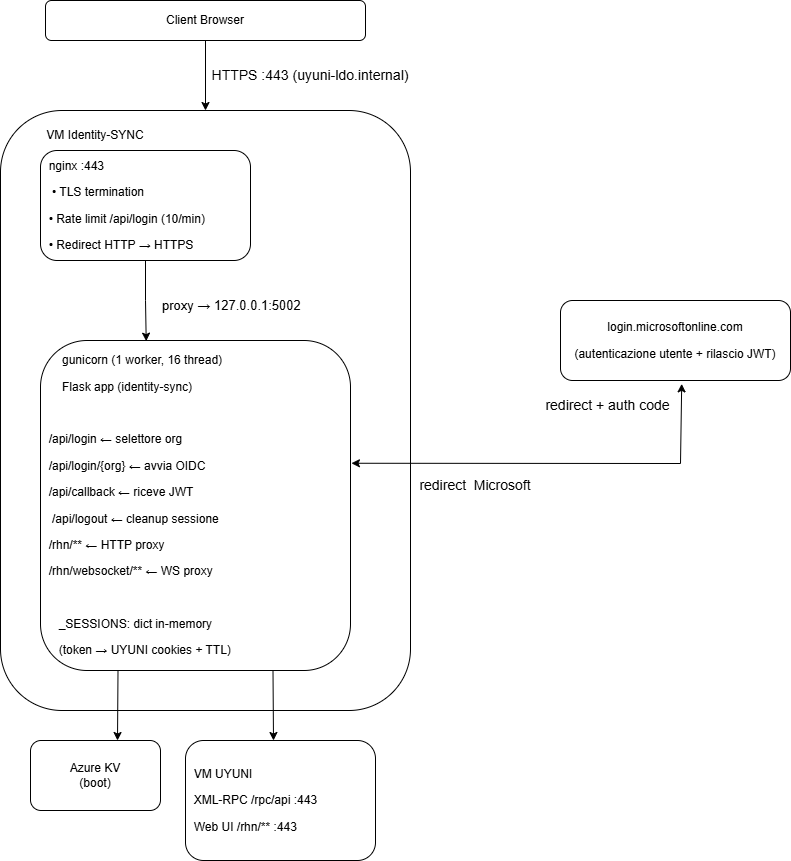 Client Browser
HTTPS :443 (uyuni-ldo.internal)
VM Identity-SYNC
nginx :443
• TLS termination
• Rate limit /api/login (10/min)
• Redirect HTTP → HTTPS
proxy → 127.0.0.1:5002
login.microsoftonline.com
(autenticazione utente + rilascio JWT)
redirect + auth code
redirect Microsoft
gunicorn (1 worker, 16 thread)
Flask app (identity-sync)
/api/login ← selettore org
/api/login/{org} ← avvia OIDC
/api/callback ← riceve JWT
/api/logout ← cleanup sessione
/rhn/** ← HTTP proxy
/rhn/websocket/** ← WS proxy
_SESSIONS: dict in-memory
(token → UYUNI cookies + TTL)
Azure KV
(boot)
VM UYUNI
XML-RPC /rpc/api :443
Web UI /rhn/** :443